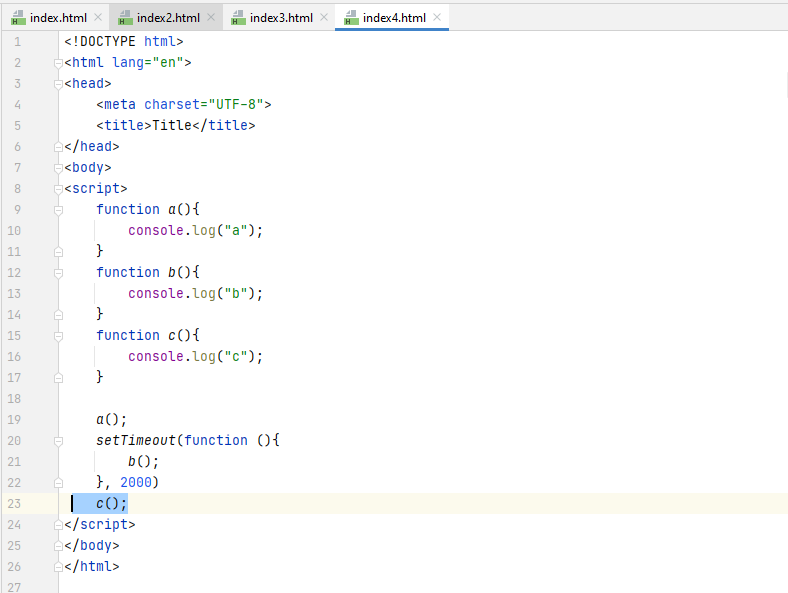 index.html index2.html index3.html index4.html
1 <!DOCTYPE html>
2 <html lang="en">
3 <head>
4     <meta charset="UTF-8">
5     <title>Title</title>
6 </head>
7 <body>
8 <script>
9     function a(){
10         console.log("a");
11     }
12     function b(){
13         console.log("b");
14     }
15     function c(){
16         console.log("c");
17     }
18
19     a();
20     setTimeout(function (){
21         b();
22     }, 2000)
23     c();
24 </script>
25 </body>
26 </html>
27